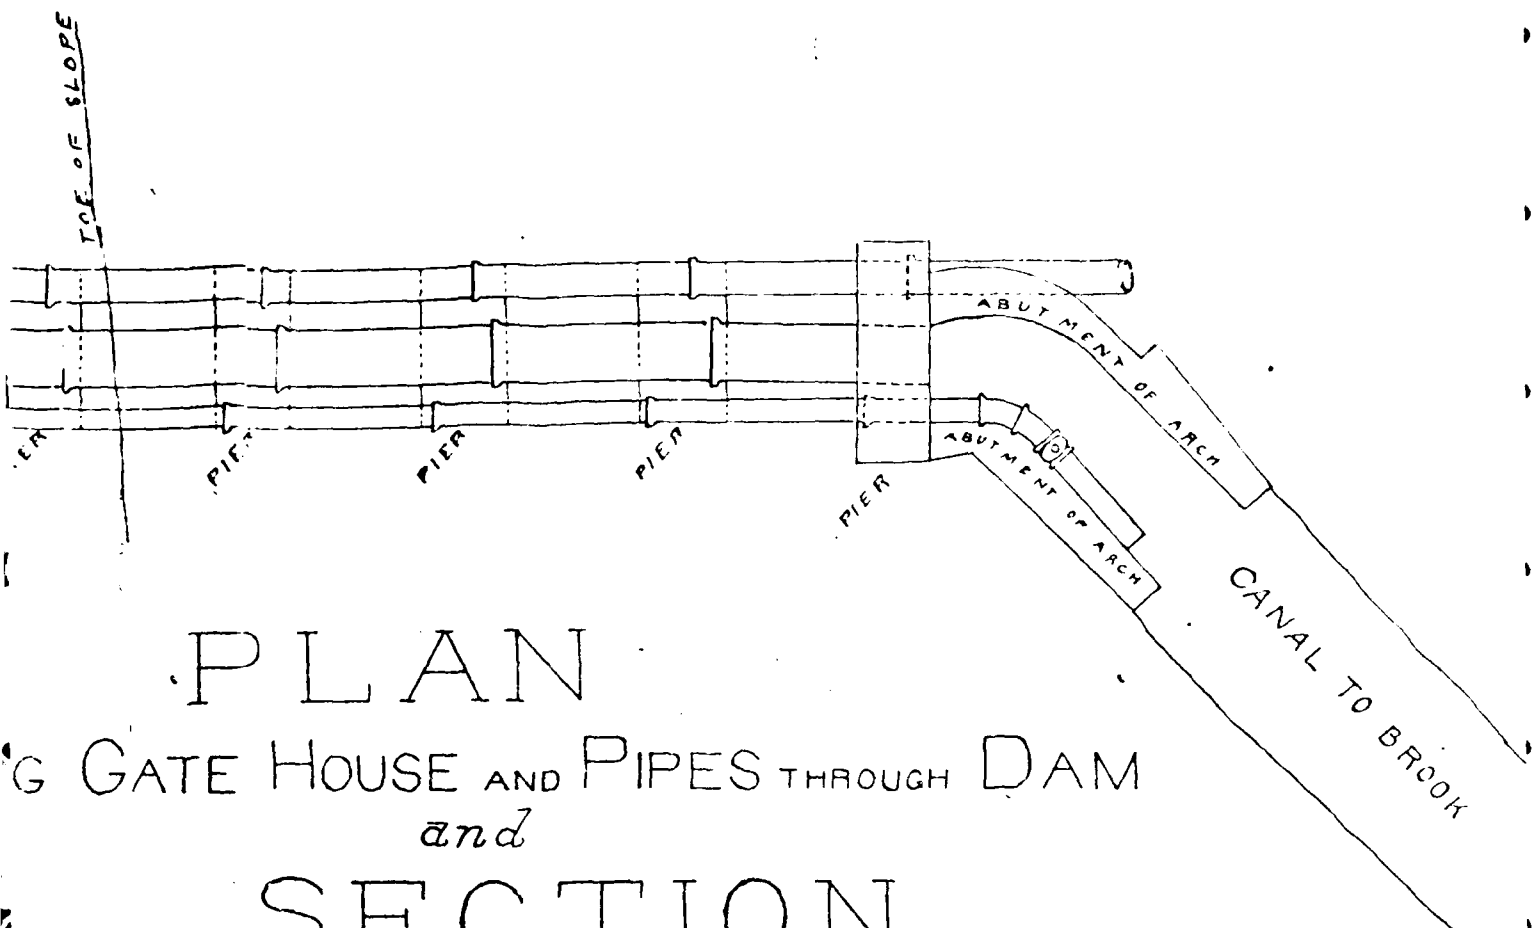 TOE OF SLOPE
ABUTMENT OF ARCH
ABUTMENT OF ARCH
ER
PIER
PIER
PIER
PIER
CANAL TO BROOK
PLAN
G GATE HOUSE AND PIPES THROUGH DAM
and
SECTION